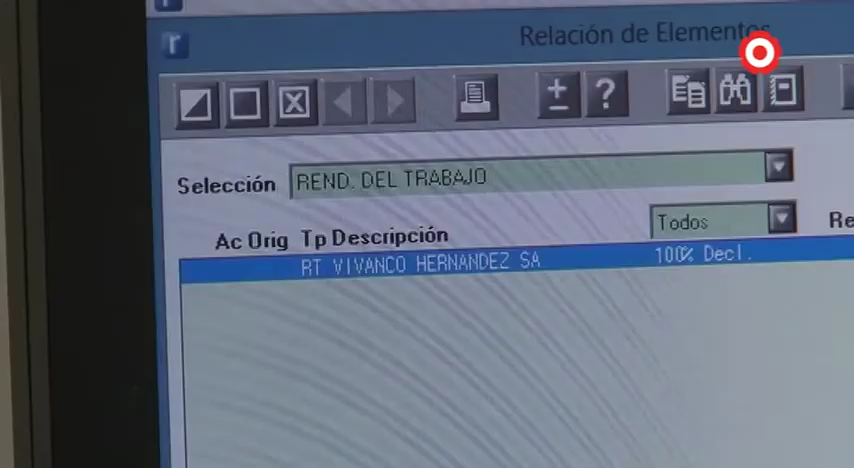 r
Relación de Elementos
?
Selección REND. DEL TRABAJO
Todos
Ac Orig Tp Descripción
RT VIVANCO HERNANDEZ SA 100% Decl.